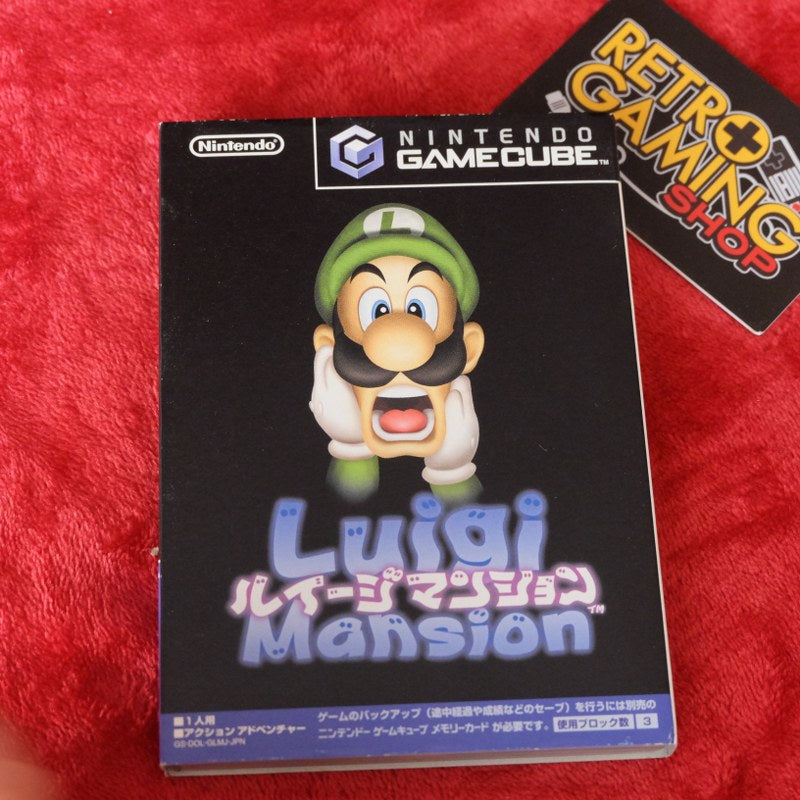 Nintendo®
NINTENDO
GAMECUBE™
L
Luigi
ルイージマンション™
Mansion
■1人用
■アクション アドベンチャー
GS-DOL-GLMJ-JPN
ゲームのバックアップ（途中経過や成績などのセーブ）を行うには別売の
ニンテンドー ゲームキューブ メモリーカード が必要です。 使用ブロック数 3
RETRO
GAMING
SHOP